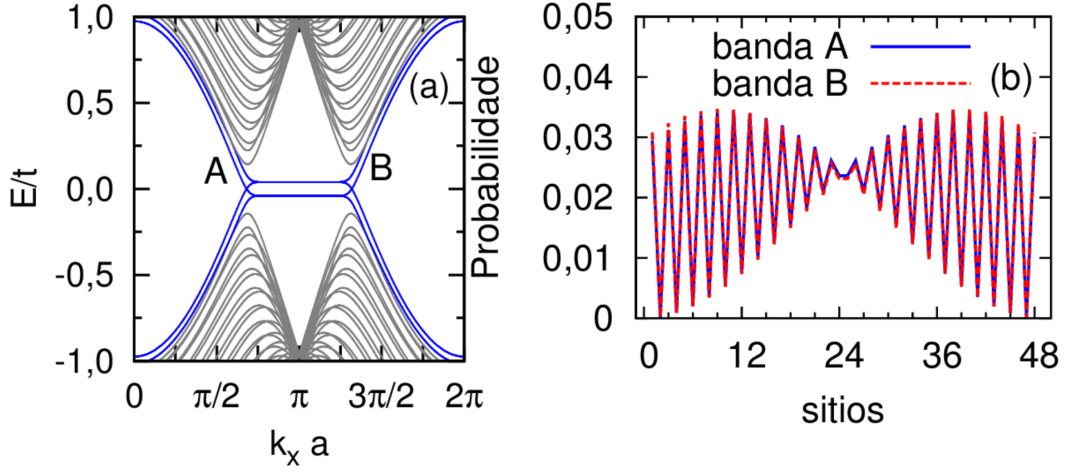 1,0
0,5
0,0
-0,5
-1,0
E/t
A
B
(a)
0
π/2
π
3π/2
2π
k_x a
Probabilidade
0,05
0,04
0,03
0,02
0,01
0
banda A
banda B
(b)
0
12
24
36
48
sitios